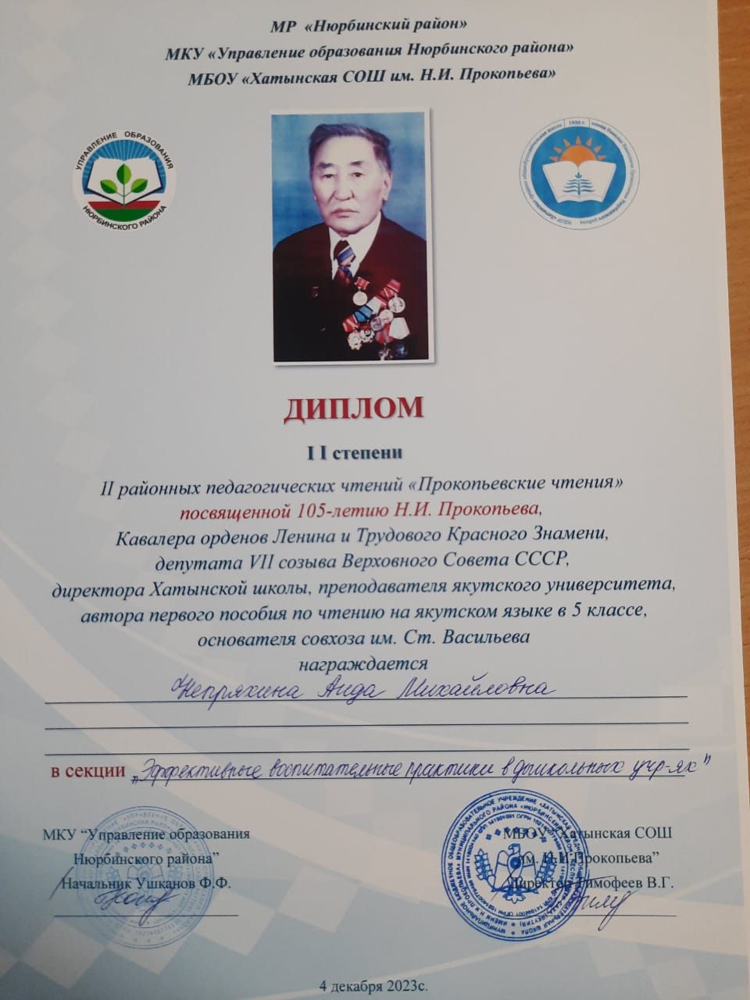 МР «Нюрбинский район»
МКУ «Управление образования Нюрбинского района»
МБОУ «Хатынская СОШ им. Н.И. Прокопьева»
УПРАВЛЕНИЕ ОБРАЗОВАНИЯ
НЮРБИНСКОГО РАЙОНА
1930 г.
ДИПЛОМ
I I степени
II районных педагогических чтений «Прокопьевские чтения»
посвященной 105-летию Н.И. Прокопьева,
Кавалера орденов Ленина и Трудового Красного Знамени,
депутата VII созыва Верховного Совета СССР,
директора Хатынской школы, преподавателя якутского университета,
автора первого пособия по чтению на якутском языке в 5 классе,
основателя совхоза им. Ст. Васильева
награждается
Непряхина Аида Михайловна
в секции „Эффективные воспитательные практики в дошкольных учр-ях"
МКУ “Управление образования
Нюрбинского района”
Начальник Ушканов Ф.Ф.
МБОУ “Хатынская СОШ
им. Н.И.Прокопьева”
Директор Тимофеев В.Г.
4 декабря 2023г.